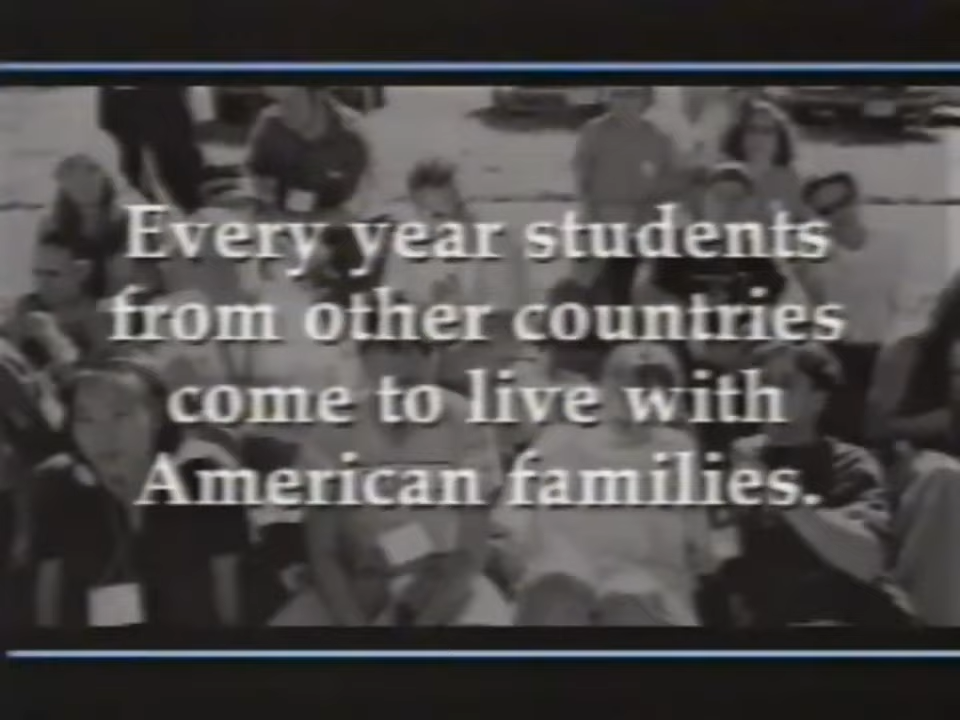 Every year students
from other countries
come to live with
American families.